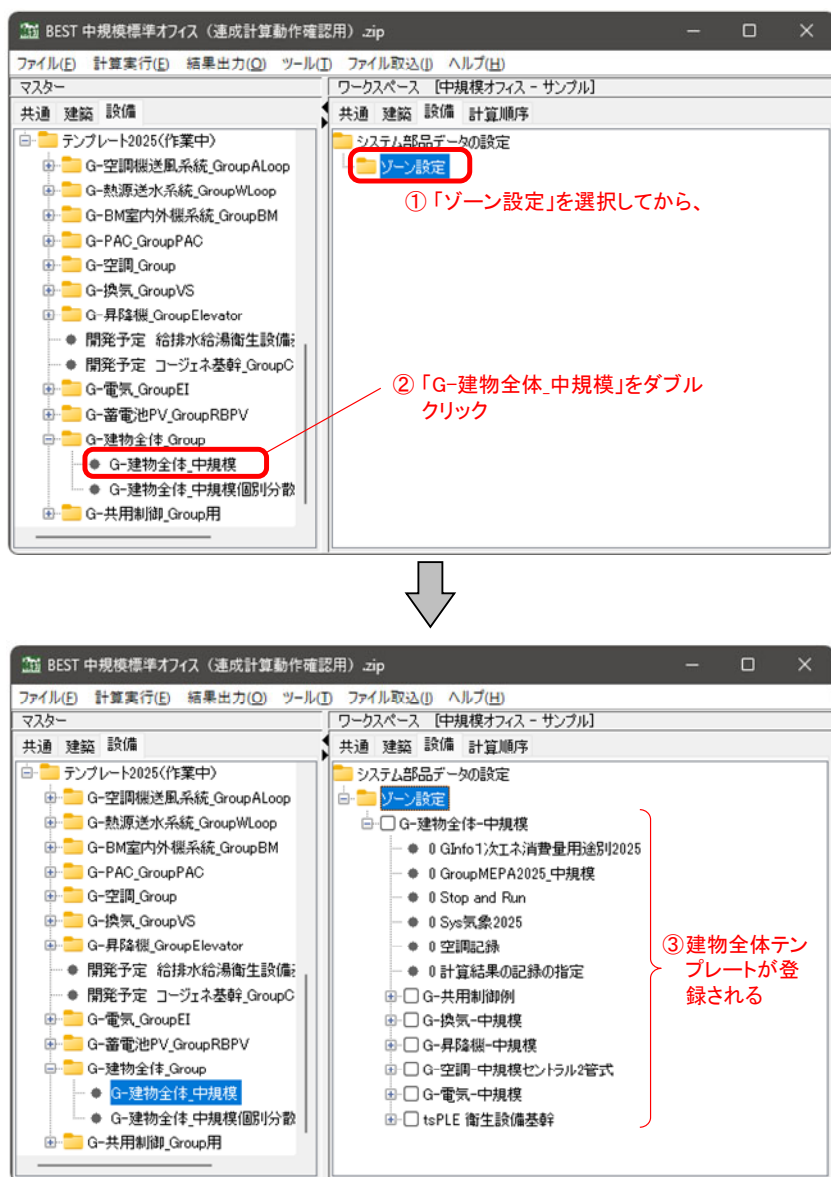 BEST 中規模標準オフィス（連成計算動作確認用）.zip
ファイル(F) 計算実行(E) 結果出力(O) ツール(T) ファイル取込(I) ヘルプ(H)
マスター
共通 建築 設備
テンプレート2025(作業中)
G-空調機送風系統_GroupALoop
G-熱源送水系統_GroupWLoop
G-BM室内外機系統_GroupBM
G-PAC_GroupPAC
G-空調_Group
G-換気_GroupVS
G-昇降機_GroupElevator
開発予定 給排水給湯衛生設備
開発予定 コージェネ基幹_GroupC
G-電気_GroupEI
G-蓄電池PV_GroupRBPV
G-建物全体_Group
G-建物全体_中規模
G-建物全体_中規模個別分散
G-共用制御_Group用
ワークスペース [中規模オフィス - サンプル]
共通 建築 設備 計算順序
システム部品データの設定
ゾーン設定
①「ゾーン設定」を選択してから、
②「G-建物全体_中規模」をダブル
クリック
BEST 中規模標準オフィス（連成計算動作確認用）.zip
ファイル(F) 計算実行(E) 結果出力(O) ツール(T) ファイル取込(I) ヘルプ(H)
マスター
共通 建築 設備
テンプレート2025(作業中)
G-空調機送風系統_GroupALoop
G-熱源送水系統_GroupWLoop
G-BM室内外機系統_GroupBM
G-PAC_GroupPAC
G-空調_Group
G-換気_GroupVS
G-昇降機_GroupElevator
開発予定 給排水給湯衛生設備
開発予定 コージェネ基幹_GroupC
G-電気_GroupEI
G-蓄電池PV_GroupRBPV
G-建物全体_Group
G-建物全体_中規模
G-建物全体_中規模個別分散
G-共用制御_Group用
ワークスペース [中規模オフィス - サンプル]
共通 建築 設備 計算順序
システム部品データの設定
ゾーン設定
G-建物全体-中規模
0 GInfo1次エネ消費量用途別2025
0 GroupMEPA2025_中規模
0 Stop and Run
0 Sys気象2025
0 空調記録
0 計算結果の記録の指定
G-共用制御例
G-換気-中規模
G-昇降機-中規模
G-空調-中規模セントラル2管式
G-電気-中規模
tsPLE 衛生設備基幹
③建物全体テン
プレートが登
録される